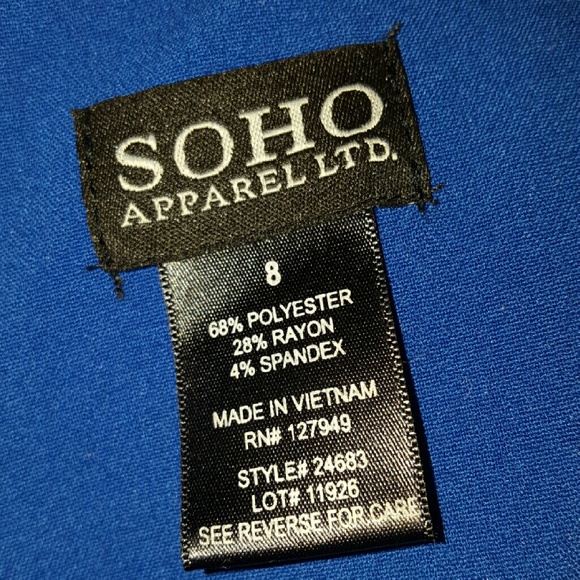 SOHO
APPAREL LTD.
8
68% POLYESTER
28% RAYON
4% SPANDEX
MADE IN VIETNAM
RN# 127949
STYLE# 24683
LOT# 11926
SEE REVERSE FOR CARE